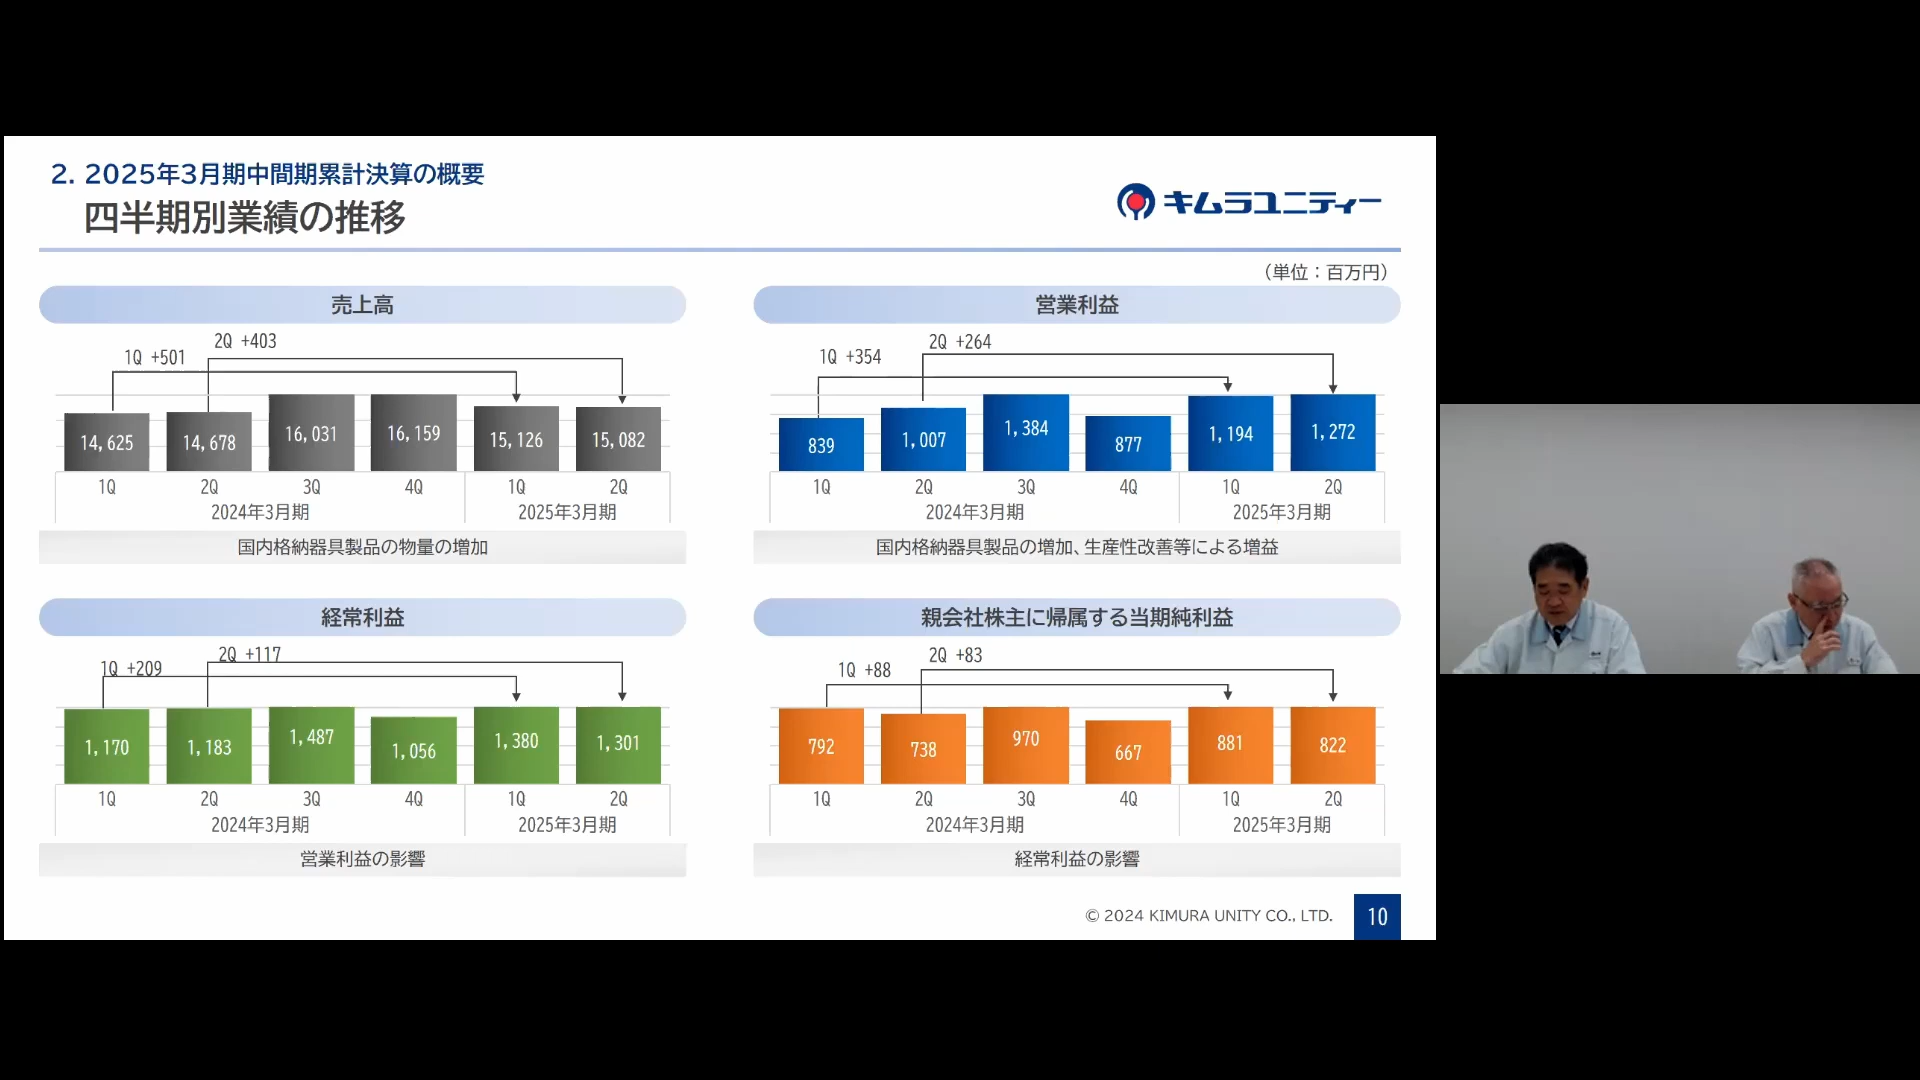 2. 2025年3月期中間期累計決算の概要
四半期別業績の推移
キムラユニティー
（単位：百万円）
売上高
1Q +501
2Q +403
14,625
14,678
16,031
16,159
15,126
15,082
1Q
2Q
3Q
4Q
1Q
2Q
2024年3月期
2025年3月期
国内格納器具製品の物量の増加
営業利益
1Q +354
2Q +264
839
1,007
1,384
877
1,194
1,272
1Q
2Q
3Q
4Q
1Q
2Q
2024年3月期
2025年3月期
国内格納器具製品の増加、生産性改善等による増益
経常利益
1Q +209
2Q +117
1,170
1,183
1,487
1,056
1,380
1,301
1Q
2Q
3Q
4Q
1Q
2Q
2024年3月期
2025年3月期
営業利益の影響
親会社株主に帰属する当期純利益
1Q +88
2Q +83
792
738
970
667
881
822
1Q
2Q
3Q
4Q
1Q
2Q
2024年3月期
2025年3月期
経常利益の影響
© 2024 KIMURA UNITY CO., LTD.
10